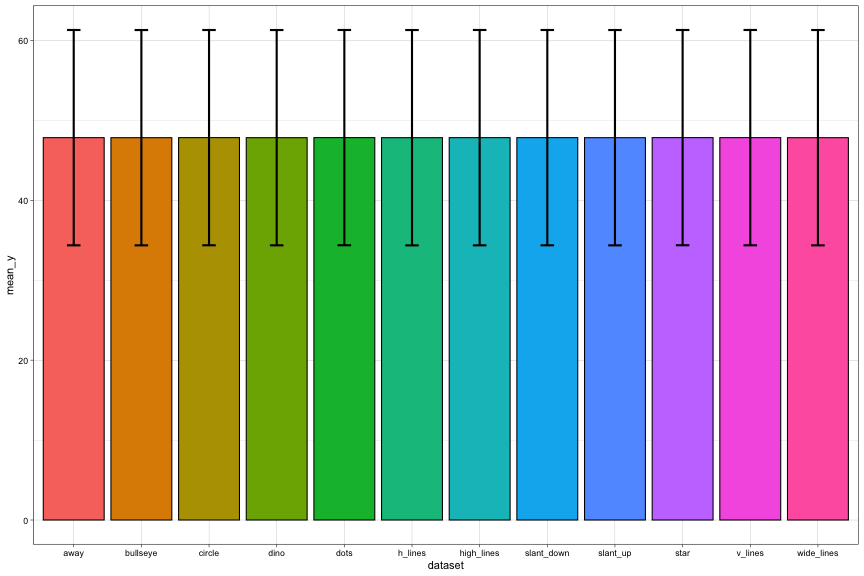 60
40
20
0
mean_y
away bullseye circle dino dots h_lines high_lines slant_down slant_up star v_lines wide_lines
dataset